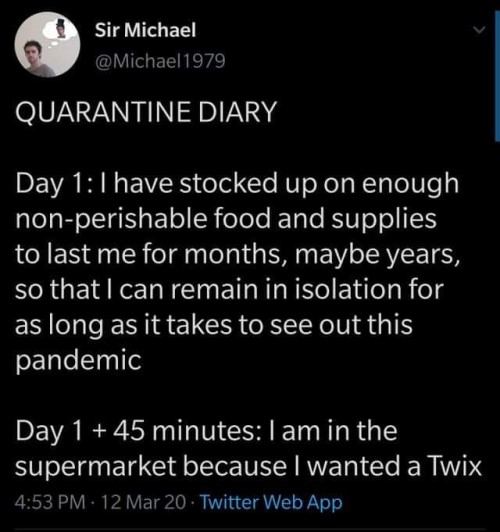 Sir Michael
@Michael1979
QUARANTINE DIARY
Day 1: I have stocked up on enough
non-perishable food and supplies
to last me for months, maybe years,
so that I can remain in isolation for
as long as it takes to see out this
pandemic
Day 1 + 45 minutes: I am in the
supermarket because I wanted a Twix
4:53 PM · 12 Mar 20 · Twitter Web App